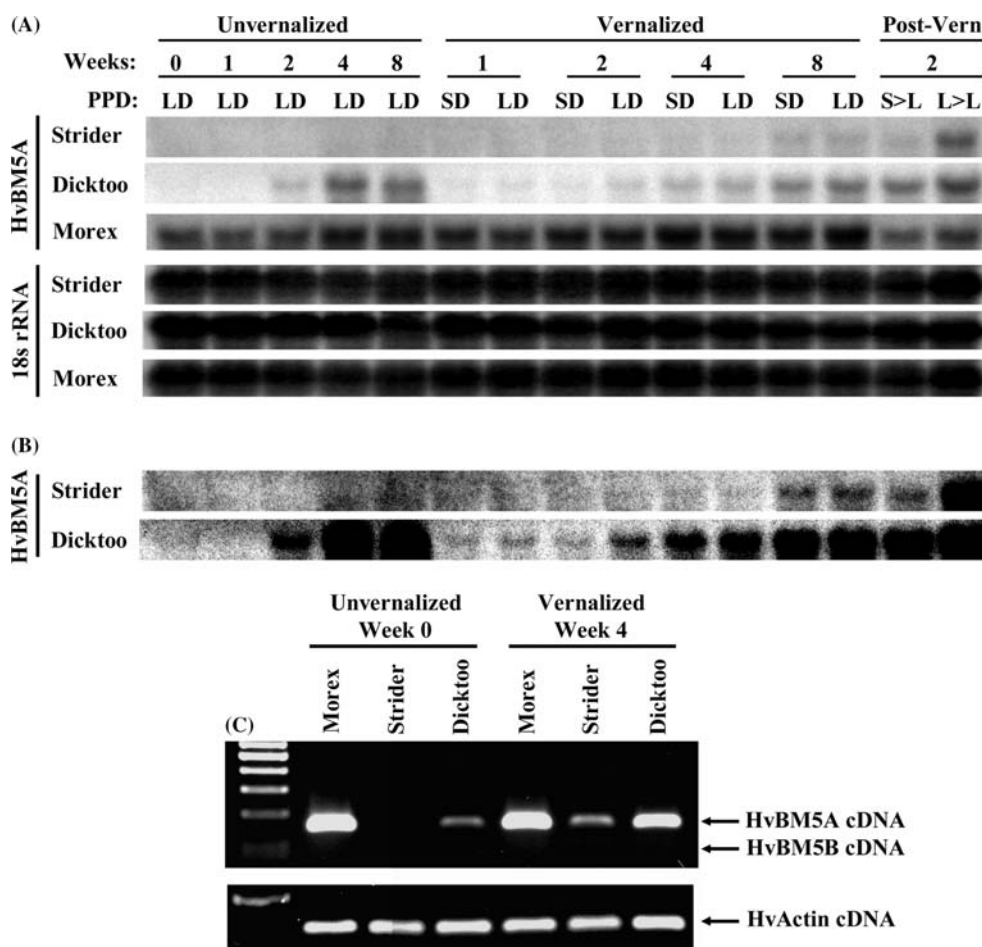 (A) Unvernalized Vernalized Post-Vern
Weeks: 0 1 2 4 8 1 2 4 8 2
PPD: LD LD LD LD LD SD LD SD LD SD LD SD LD S>L L>L
HvBM5A
Strider
Dicktoo
Morex
18s rRNA
Strider
Dicktoo
Morex
(B)
HvBM5A
Strider
Dicktoo
Unvernalized Vernalized
Week 0 Week 4
Morex Strider Dicktoo Morex Strider Dicktoo
(C)
HvBM5A cDNA
HvBM5B cDNA
HvActin cDNA